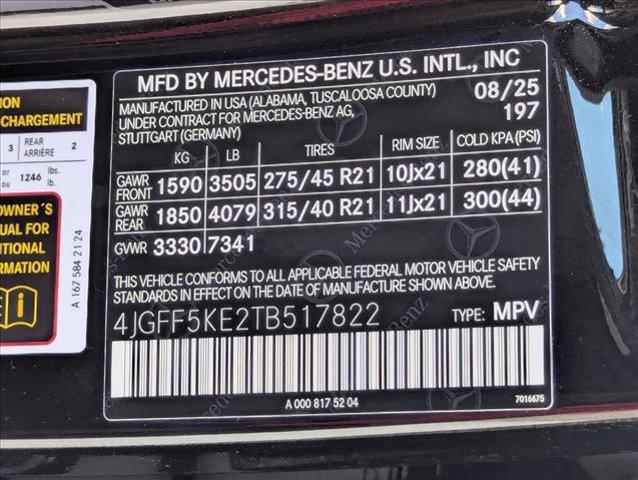 ION
CHARGEMENT
3 REAR ARRIÈRE 2
or ou 1246 lbs. lb.
OWNER´S
UAL FOR
ITIONAL
RMATION
A 167 584 21 24
MFD BY MERCEDES-BENZ U.S. INTL., INC
MANUFACTURED IN USA (ALABAMA, TUSCALOOSA COUNTY) 08/25
UNDER CONTRACT FOR MERCEDES-BENZ AG, 197
STUTTGART (GERMANY)
KG LB TIRES RIM SIZE COLD KPA (PSI)
GAWR FRONT 1590 3505 275/45 R21 10Jx21 280(41)
GAWR REAR 1850 4079 315/40 R21 11Jx21 300(44)
GVWR 3330 7341
THIS VEHICLE CONFORMS TO ALL APPLICABLE FEDERAL MOTOR VEHICLE SAFETY
STANDARDS IN EFFECT ON THE DATE OF MANUFACTURE SHOWN ABOVE.
4JGFF5KE2TB517822 TYPE: MPV
A 000 817 52 04
7016675